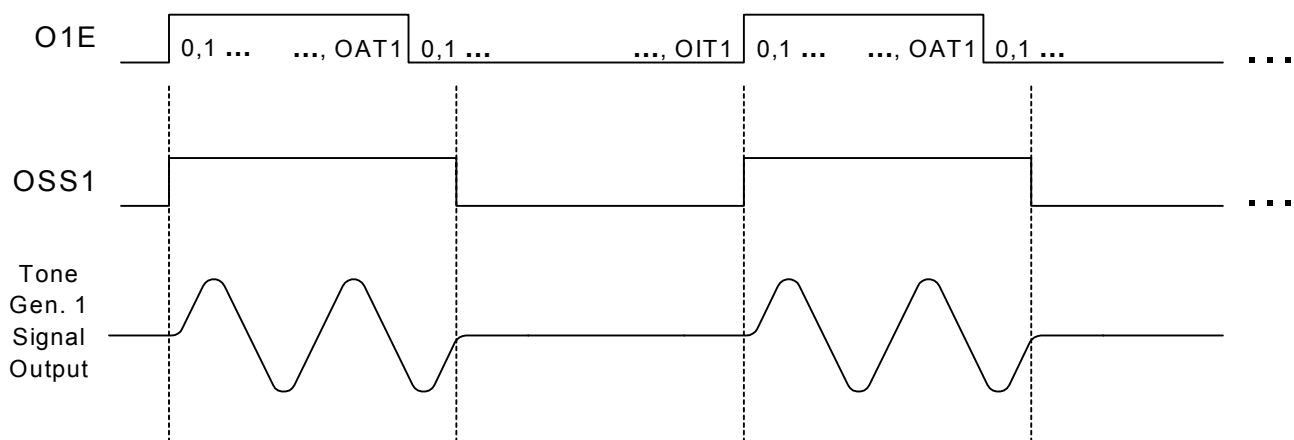 O1E
0,1 ... ..., OAT1 0,1 ... ..., OIT1 0,1 ... ..., OAT1 0,1 ... ...
OSS1 ...
Tone
Gen. 1
Signal
Output